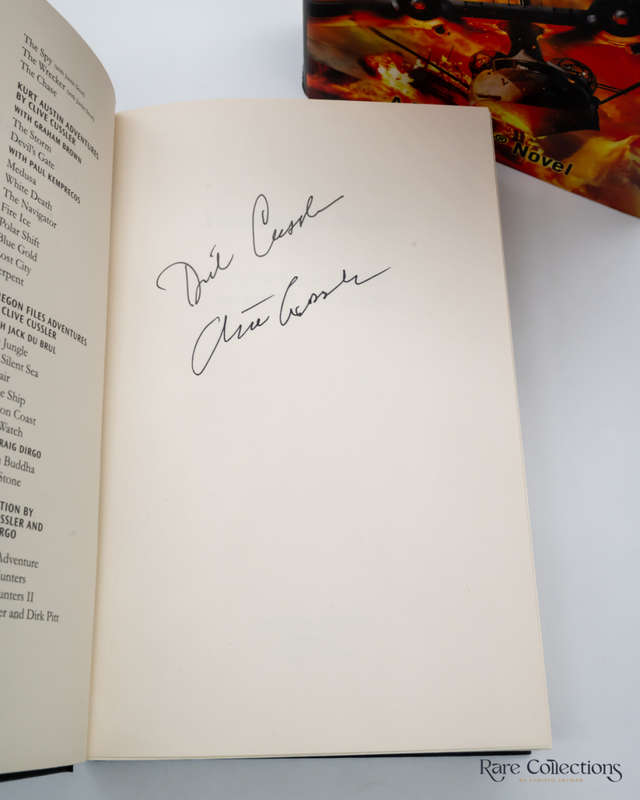 The Spy
The Wrecker
The Chase
KURT AUSTIN ADVENTURES
BY CLIVE CUSSLER
WITH GRAHAM BROWN
The Storm
Devil's Gate
WITH PAUL KEMPRECOS
Medusa
White Death
The Navigator
Fire Ice
Polar Shift
Blue Gold
ost City
erpent
EGON FILES ADVENTURES
CLIVE CUSSLER
H JACK DU BRUL
Jungle
Silent Sea
air
e Ship
on Coast
Watch
RAIG DIRGO
Buddha
Stone
TION BY
USSLER AND
RGO
Adventure
unters
unters II
er and Dirk Pitt
Dirk Cussler
Clive Cussler
® Novel
RARE COLLECTIONS